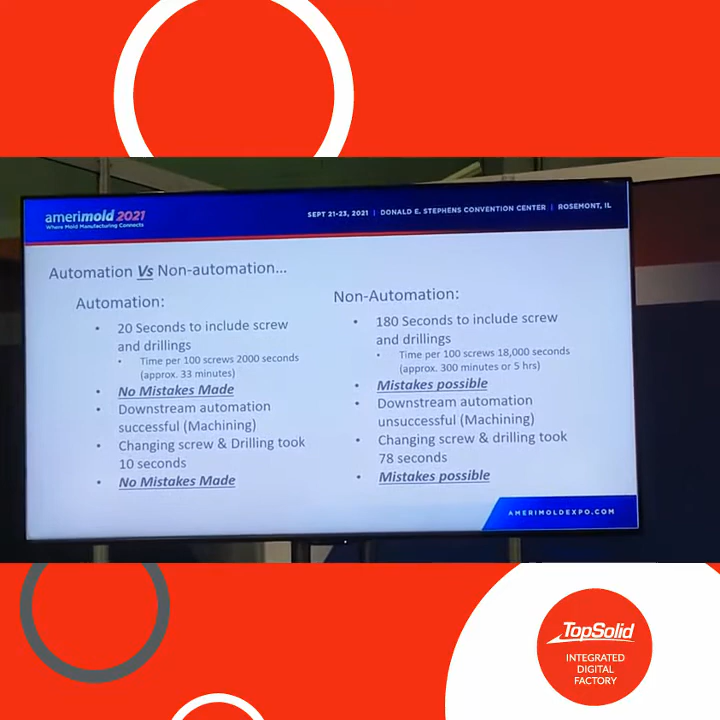 amerimold 2021
Where Mold Manufacturing Connects
SEPT 21-23, 2021 | DONALD E. STEPHENS CONVENTION CENTER | ROSEMONT, IL
Automation Vs Non-automation...
Automation:
• 20 Seconds to include screw
and drillings
• Time per 100 screws 2000 seconds
(approx. 33 minutes)
• No Mistakes Made
• Downstream automation
successful (Machining)
• Changing screw & Drilling took
10 seconds
• No Mistakes Made
Non-Automation:
• 180 Seconds to include screw
and drillings
• Time per 100 screws 18,000 seconds
(approx. 300 minutes or 5 hrs)
• Mistakes possible
• Downstream automation
unsuccessful (Machining)
• Changing screw & drilling took
78 seconds
• Mistakes possible
AMERIMOLDEXPO.COM
TopSolid
INTEGRATED
DIGITAL
FACTORY